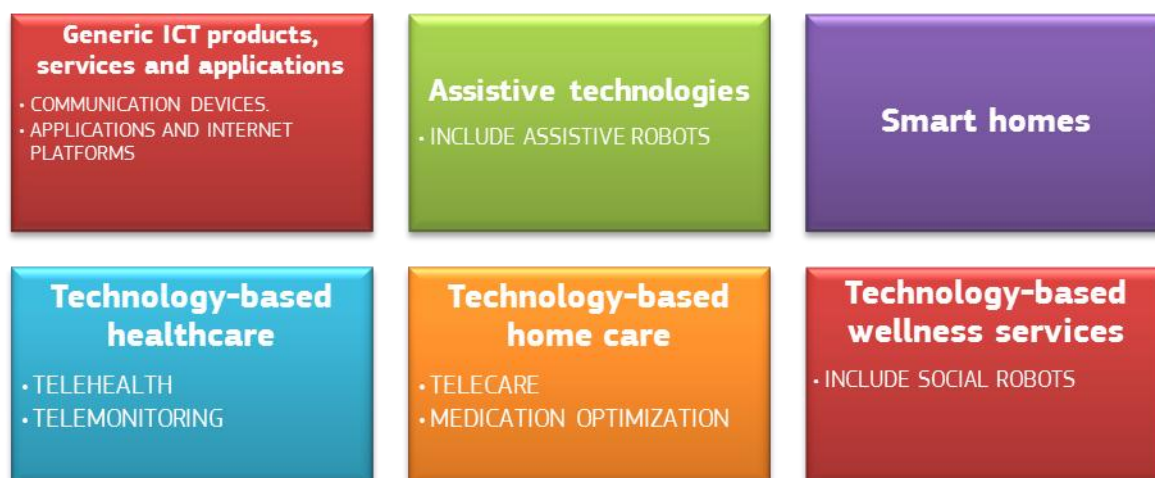 Generic ICT products,
services and applications
• COMMUNICATION DEVICES.
• APPLICATIONS AND INTERNET
PLATFORMS
Assistive technologies
• INCLUDE ASSISTIVE ROBOTS
Smart homes
Technology-based
healthcare
• TELEHEALTH
• TELEMONITORING
Technology-based
home care
• TELECARE
• MEDICATION OPTIMIZATION
Technology-based
wellness services
• INCLUDE SOCIAL ROBOTS